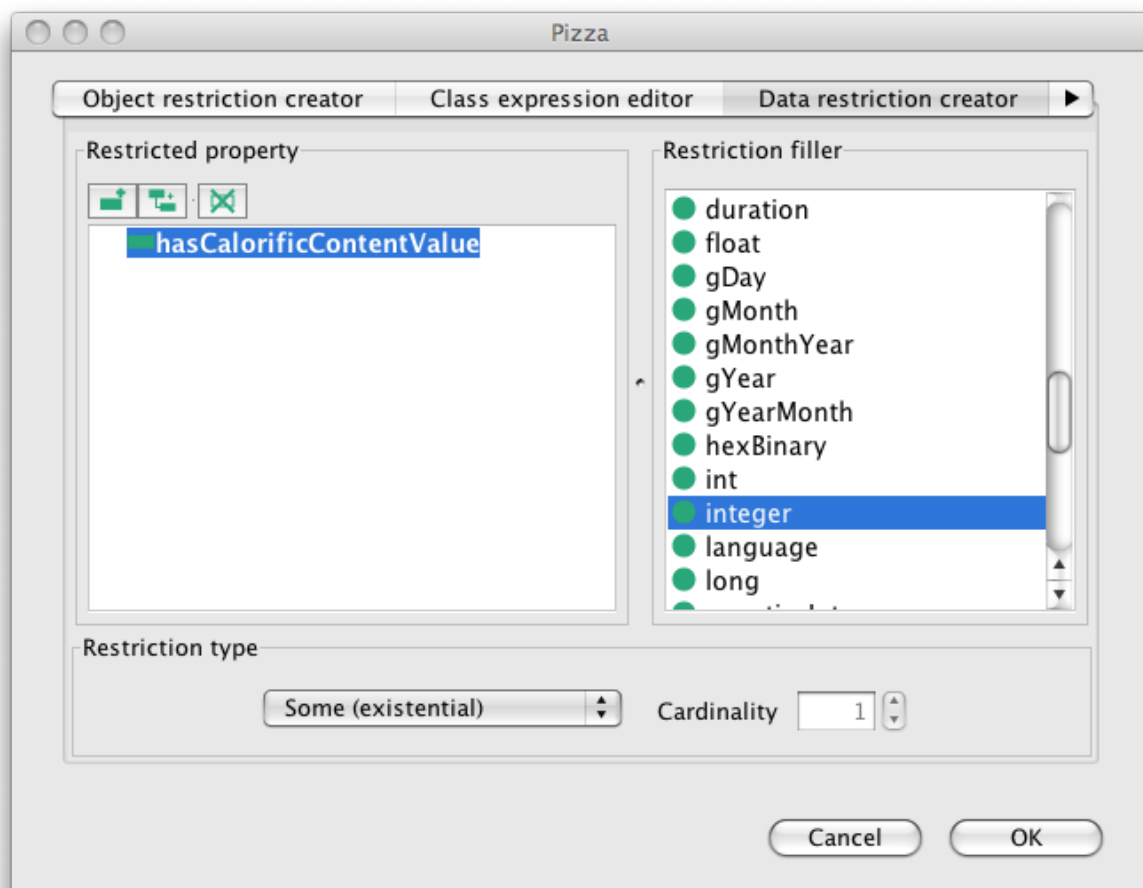 Pizza
Object restriction creator
Class expression editor
Data restriction creator
Restricted property
hasCalorificContentValue
Restriction filler
duration
float
gDay
gMonth
gMonthYear
gYear
gYearMonth
hexBinary
int
integer
language
long
Restriction type
Some (existential)
Cardinality
1
Cancel
OK